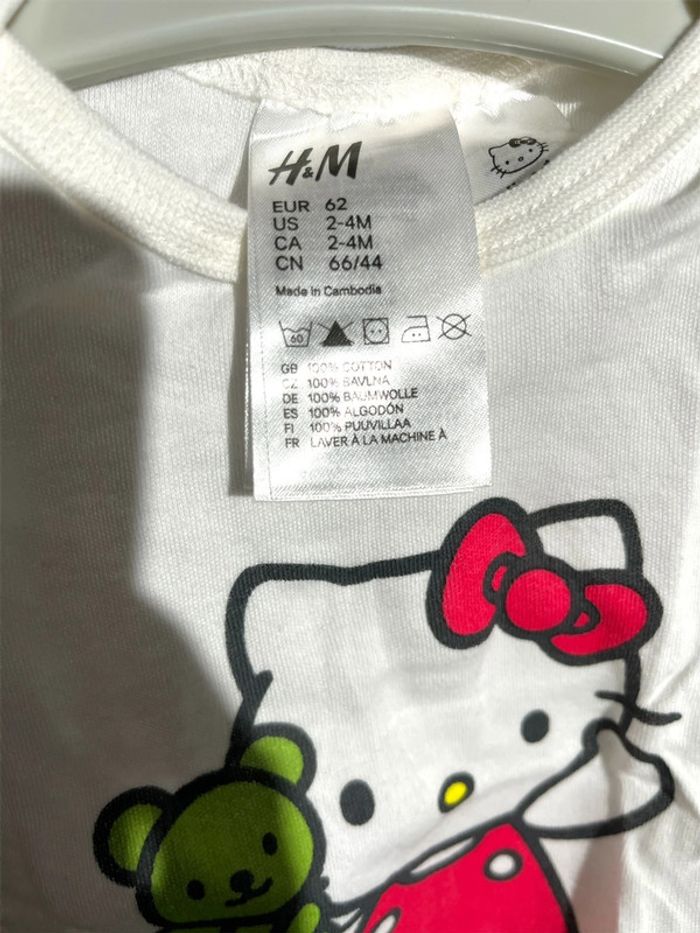 H&M
EUR 62
US 2-4M
CA 2-4M
CN 66/44
Made in Cambodia
60
GB 100% COTTON
CZ 100% BAVLNA
DE 100% BAUMWOLLE
ES 100% ALGODÓN
FI 100% PUUVILLAA
FR LAVER À LA MACHINE À